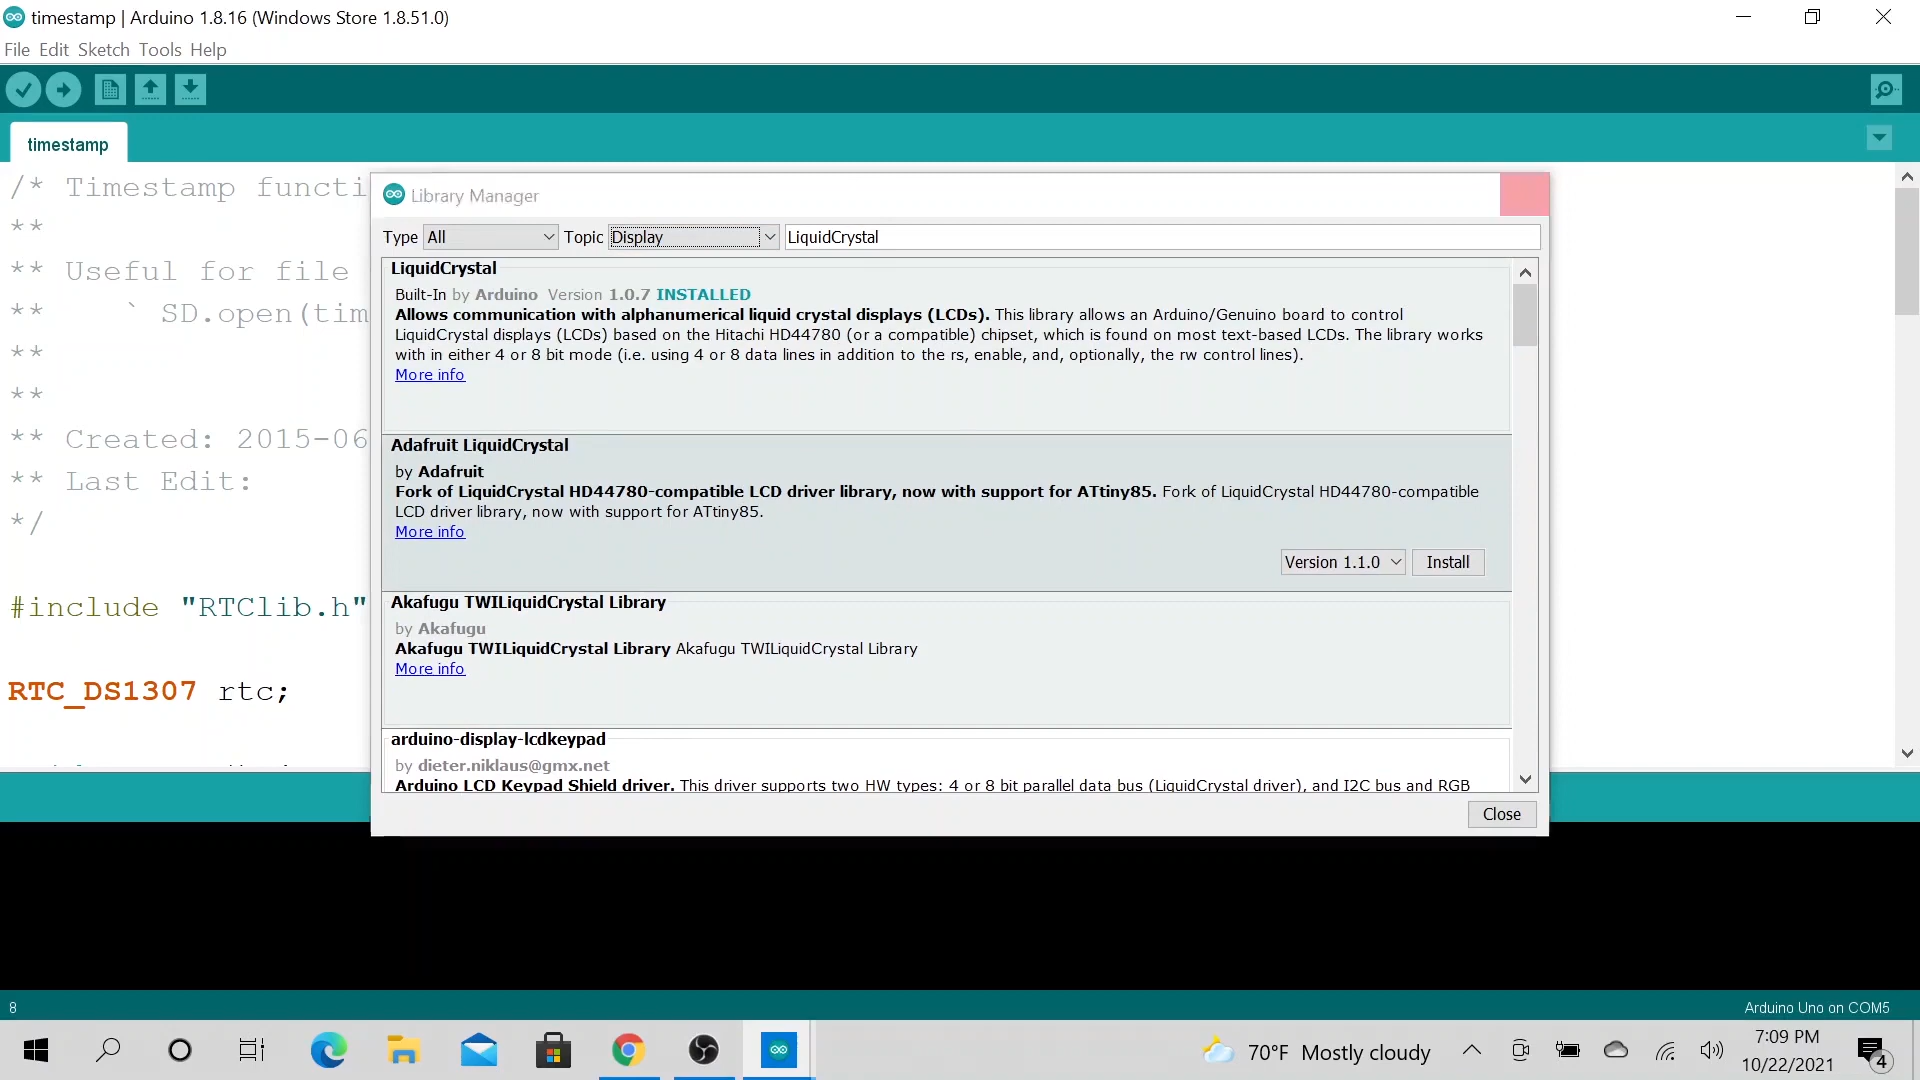 timestamp | Arduino 1.8.16 (Windows Store 1.8.51.0)
File Edit Sketch Tools Help
timestamp
/* Timestamp functi
**
** Useful for file
** ` SD.open(tim
**
**
** Created: 2015-06
** Last Edit:
*/
#include "RTClib.h"
RTC_DS1307 rtc;
Library Manager
Type All Topic Display LiquidCrystal
LiquidCrystal
Built-In by Arduino Version 1.0.7 INSTALLED
Allows communication with alphanumerical liquid crystal displays (LCDs). This library allows an Arduino/Genuino board to control
LiquidCrystal displays (LCDs) based on the Hitachi HD44780 (or a compatible) chipset, which is found on most text-based LCDs. The library works
with in either 4 or 8 bit mode (i.e. using 4 or 8 data lines in addition to the rs, enable, and, optionally, the rw control lines).
More info
Adafruit LiquidCrystal
by Adafruit
Fork of LiquidCrystal HD44780-compatible LCD driver library, now with support for ATtiny85. Fork of LiquidCrystal HD44780-compatible
LCD driver library, now with support for ATtiny85.
More info
Version 1.1.0 Install
Akafugu TWILiquidCrystal Library
by Akafugu
Akafugu TWILiquidCrystal Library Akafugu TWILiquidCrystal Library
More info
arduino-display-lcdkeypad
by dieter.niklaus@gmx.net
Arduino LCD Keypad Shield driver. This driver supports two HW types: 4 or 8 bit parallel data bus (LiquidCrystal driver), and I2C bus and RGB
Close
8
Arduino Uno on COM5
70°F Mostly cloudy
7:09 PM
10/22/2021
4